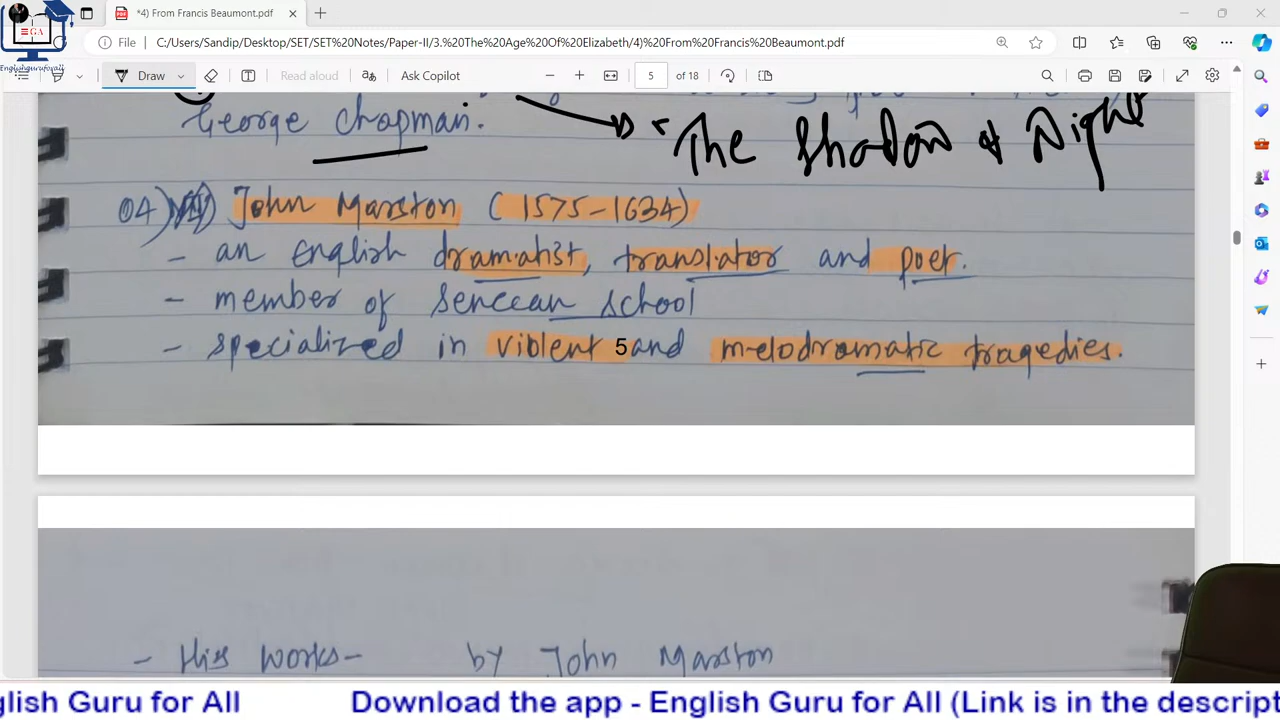 *4) From Francis Beaumont.pdf
EGA
Englishguruforall
File C:/Users/Sandip/Desktop/SET/SET%20Notes/Paper-II/3.%20The%20Age%20Of%20Elizabeth/4)%20From%20Francis%20Beaumont.pdf
Draw Read aloud Ask Copilot 5 of 18
George Chapman. "The Shadow & Night
04) John Marston (1575-1634)
- an english dramatist, translator and poet.
- member of Senecan school
- specialized in violent 5 and melodramatic tragedies.
- His works- by John Marston
glish Guru for All Download the app - English Guru for All (Link is in the descript